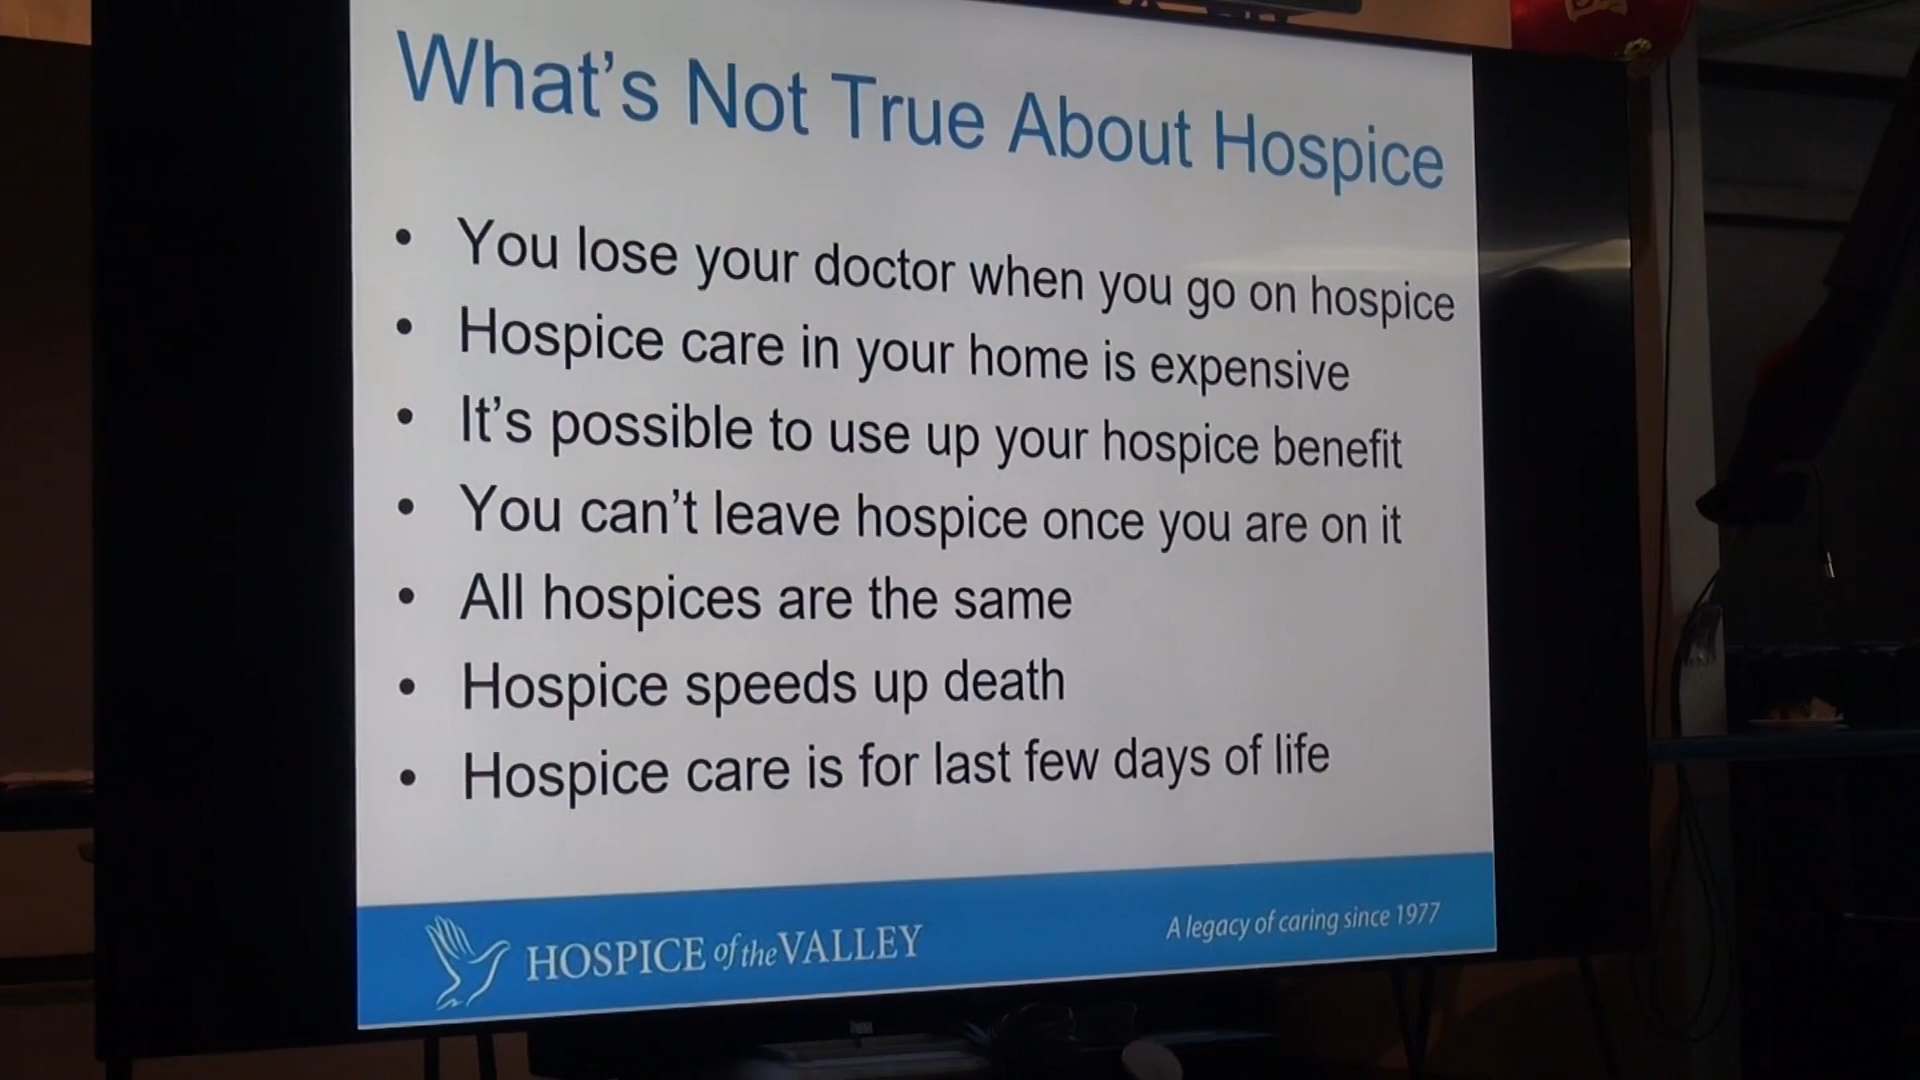 What's Not True About Hospice
• You lose your doctor when you go on hospice
• Hospice care in your home is expensive
• It's possible to use up your hospice benefit
• You can't leave hospice once you are on it
• All hospices are the same
• Hospice speeds up death
• Hospice care is for last few days of life
HOSPICE of the VALLEY
A legacy of caring since 1977